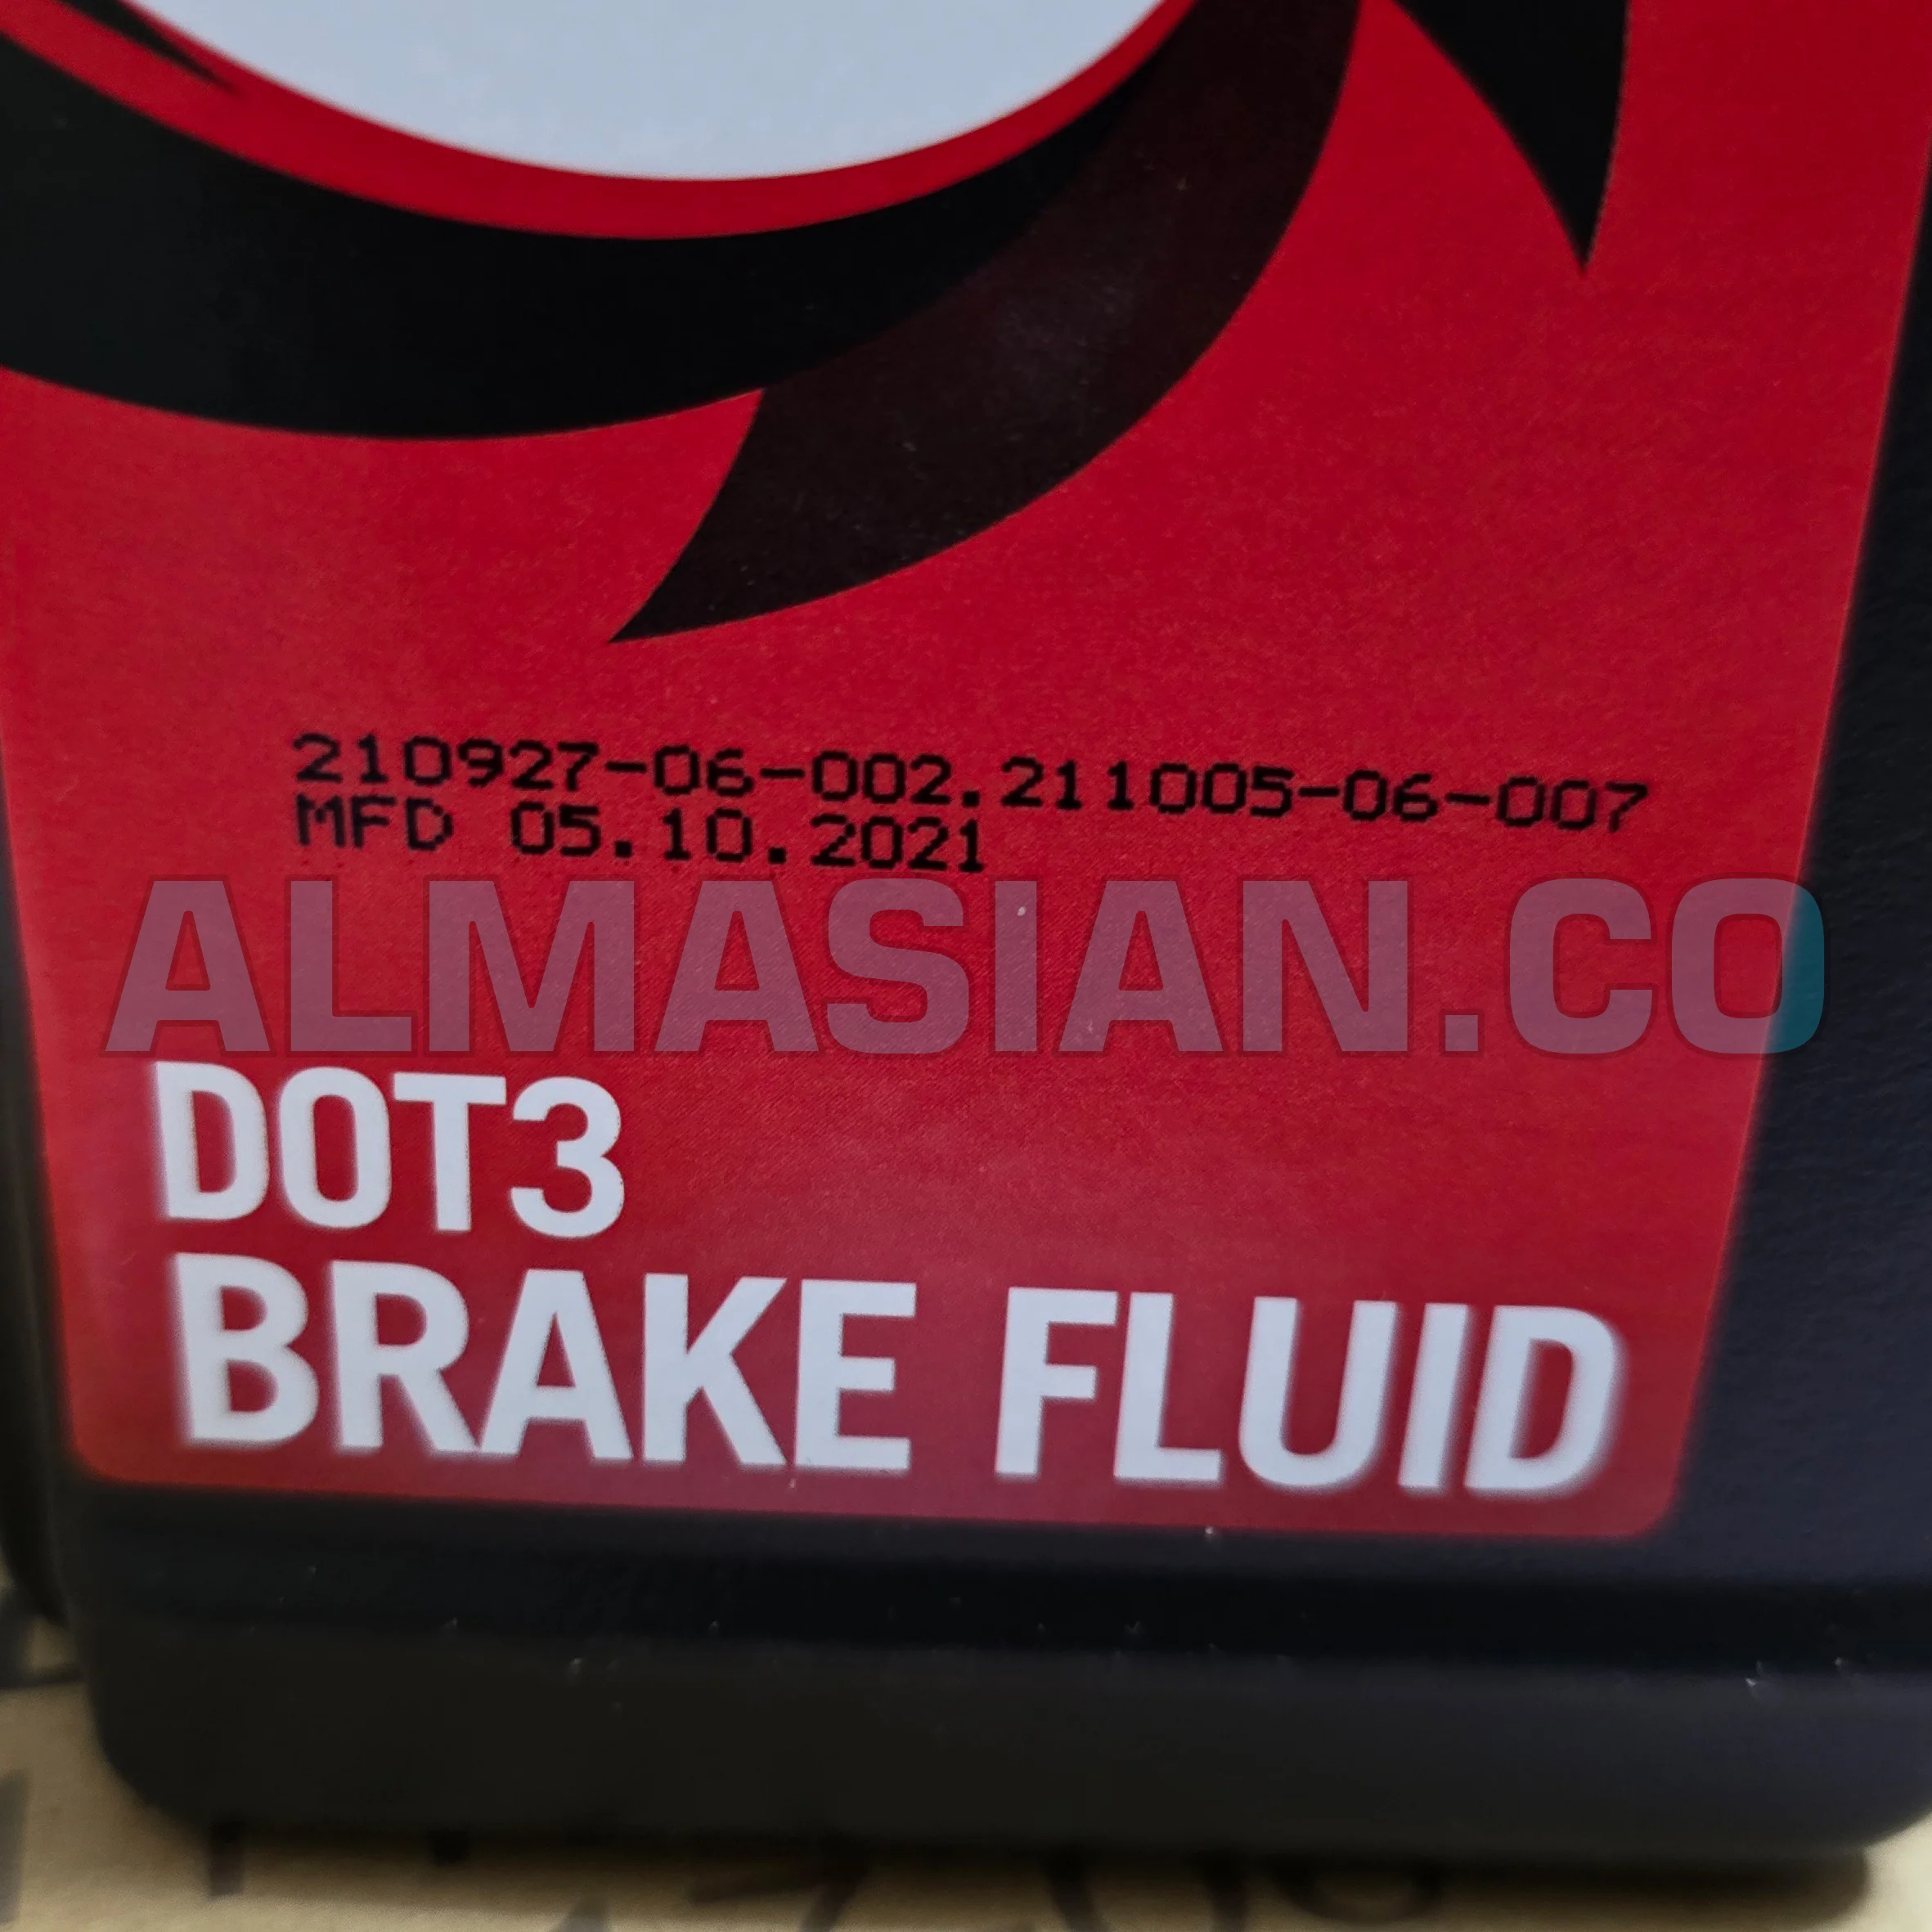 210927-06-002.211005-06-007
MFD 05.10.2021
ALMASIAN.CO
DOT3
BRAKE FLUID